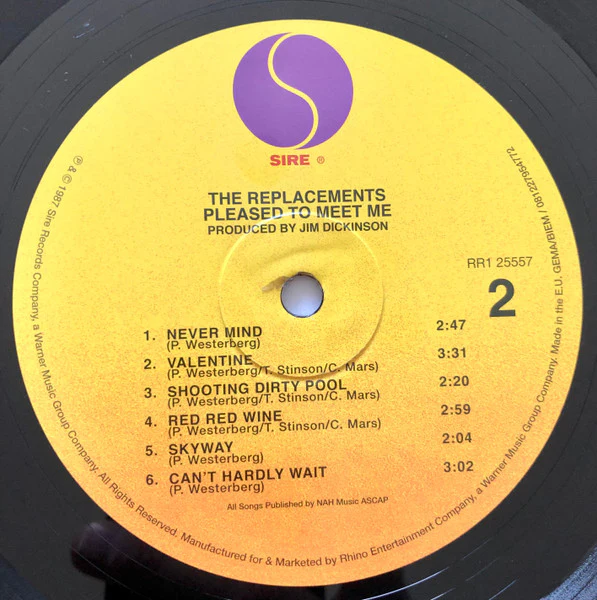 SIRE ®
THE REPLACEMENTS
PLEASED TO MEET ME
PRODUCED BY JIM DICKINSON
RR1 25557
2
1. NEVER MIND 2:47
(P. Westerberg)
2. VALENTINE 3:31
(P. Westerberg/T. Stinson/C. Mars)
3. SHOOTING DIRTY POOL 2:20
(P. Westerberg/T. Stinson/C. Mars)
4. RED RED WINE 2:59
(P. Westerberg/T. Stinson/C. Mars)
5. SKYWAY 2:04
(P. Westerberg)
6. CAN'T HARDLY WAIT 3:02
(P. Westerberg)
All Songs Published by NAH Music ASCAP
℗ & © 1987 Sire Records Company, a Warner Music Group Company. All Rights Reserved. Manufactured for & Marketed by Rhino Entertainment Company, a Warner Music Group Company. Made in the E.U. GEMA/BIEM / 081227954772